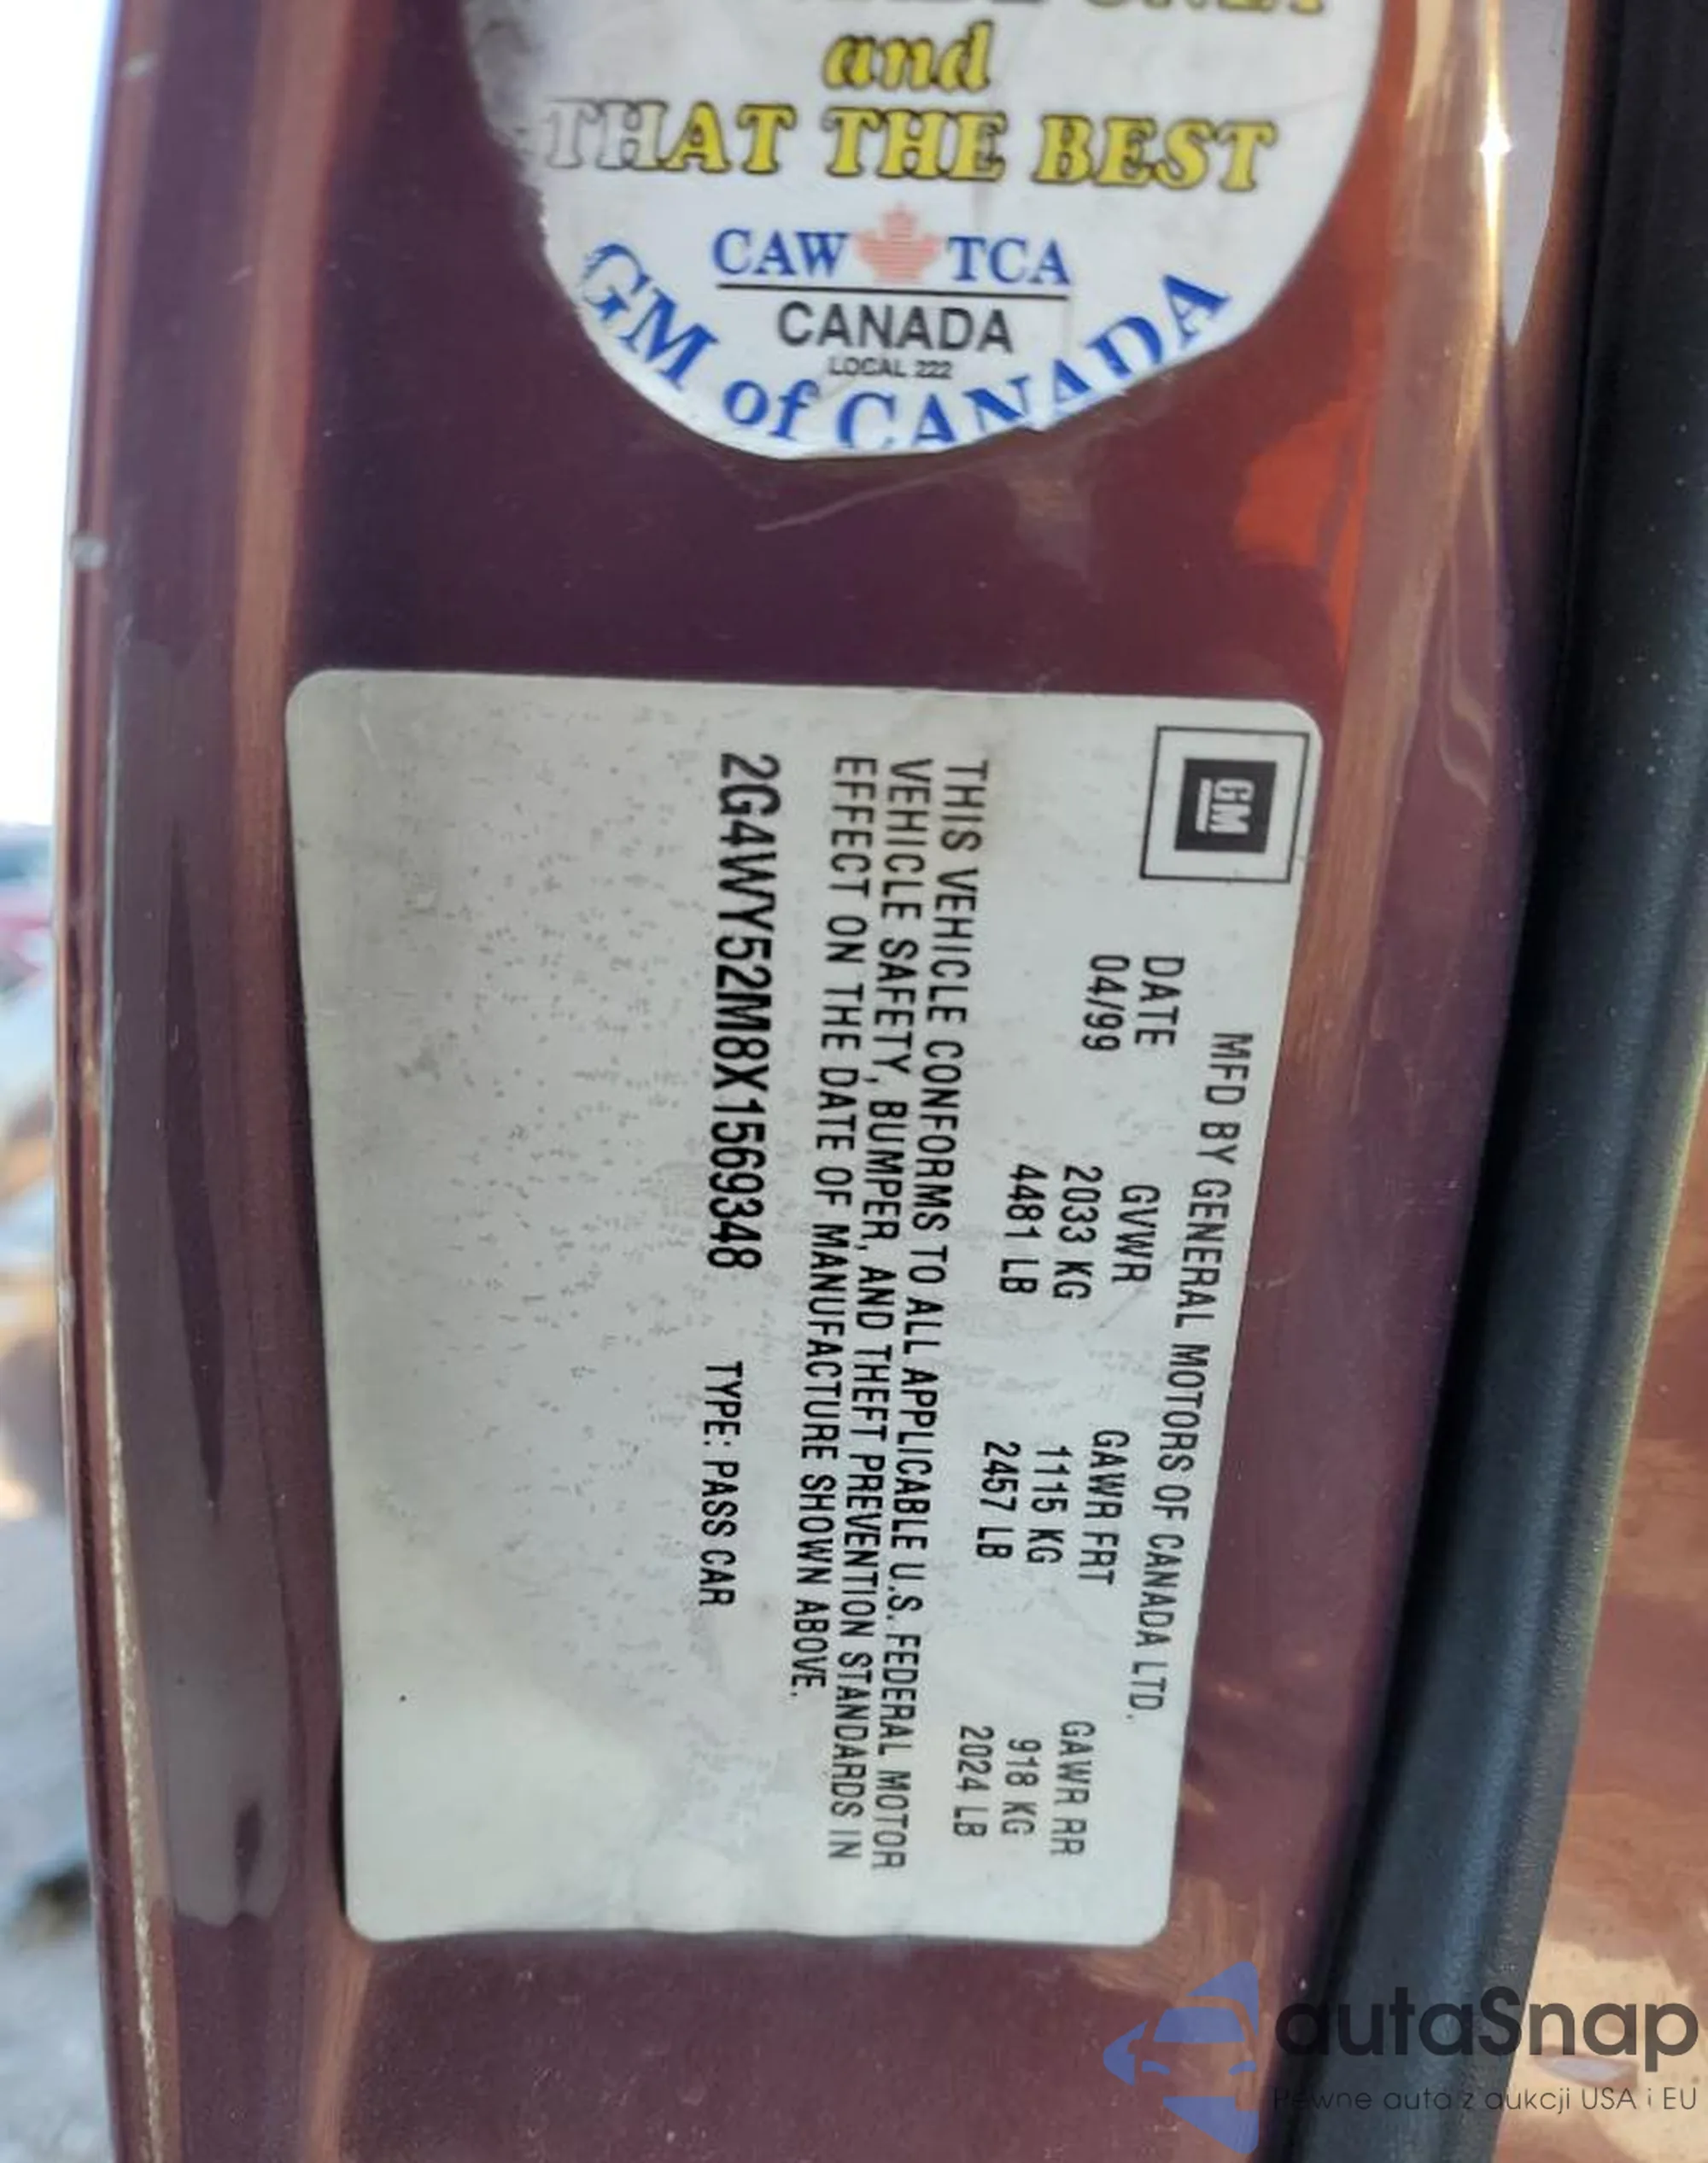 and
THAT THE BEST
CAW TCA
CANADA
LOCAL 222
GM of CANADA
GM
MFD BY GENERAL MOTORS OF CANADA LTD.
DATE GVWR GAWR FRT GAWR RR
04/99 2033 KG 1115 KG 918 KG
4481 LB 2457 LB 2024 LB
THIS VEHICLE CONFORMS TO ALL APPLICABLE U.S. FEDERAL MOTOR
VEHICLE SAFETY, BUMPER, AND THEFT PREVENTION STANDARDS IN
EFFECT ON THE DATE OF MANUFACTURE SHOWN ABOVE.
2G4WY52M8X1569348 TYPE: PASS CAR
autaSnap
Pewne auta z aukcji USA i EU